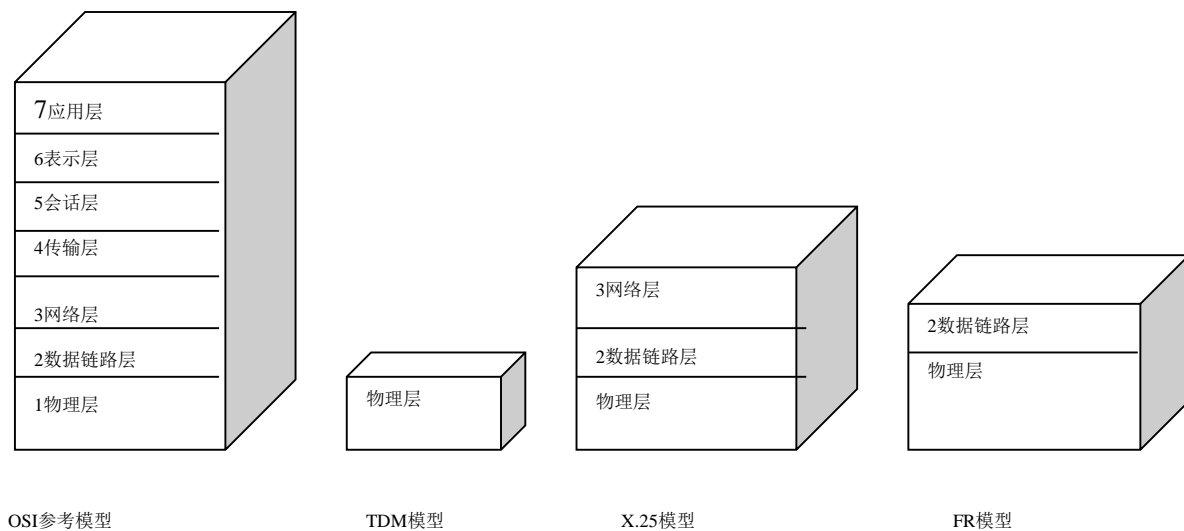 7应用层
6表示层
5会话层
4传输层
3网络层
2数据链路层
1物理层
物理层
3网络层
2数据链路层
物理层
2数据链路层
物理层
OSI参考模型
TDM模型
X.25模型
FR模型